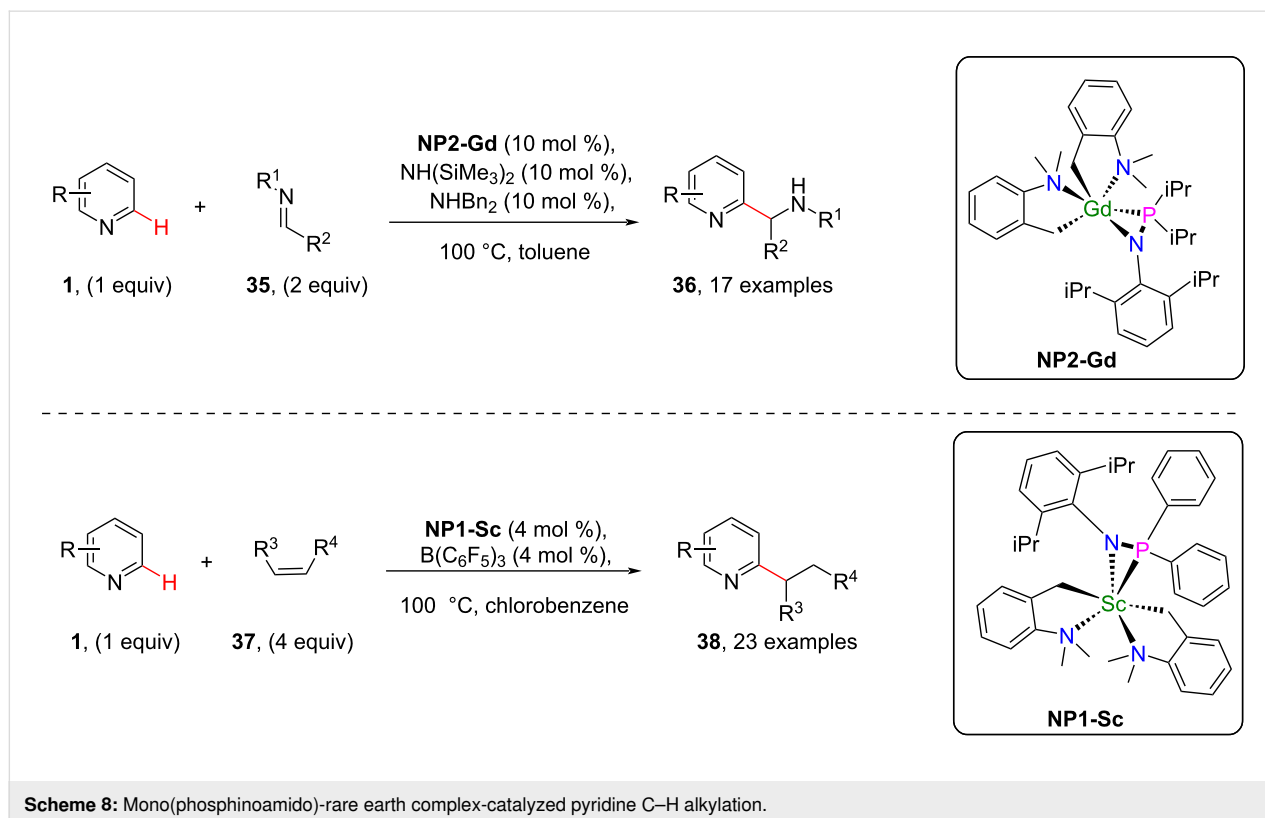 NP2-Gd (10 mol %),
NH(SiMe3)2 (10 mol %),
NHBn2 (10 mol %),
100 °C, toluene
R
N
H
+
R1
N
R2
R
N
H
N
R1
R2
1, (1 equiv)
35, (2 equiv)
36, 17 examples
N
N
Gd
P
iPr
iPr
N
iPr
iPr
NP2-Gd
NP1-Sc (4 mol %),
B(C6F5)3 (4 mol %),
100 °C, chlorobenzene
R
N
H
+
R3
R4
R
N
R4
R3
1, (1 equiv)
37, (4 equiv)
38, 23 examples
iPr
iPr
N
P
Sc
N
N
NP1-Sc
Scheme 8: Mono(phosphinoamido)-rare earth complex-catalyzed pyridine C–H alkylation.